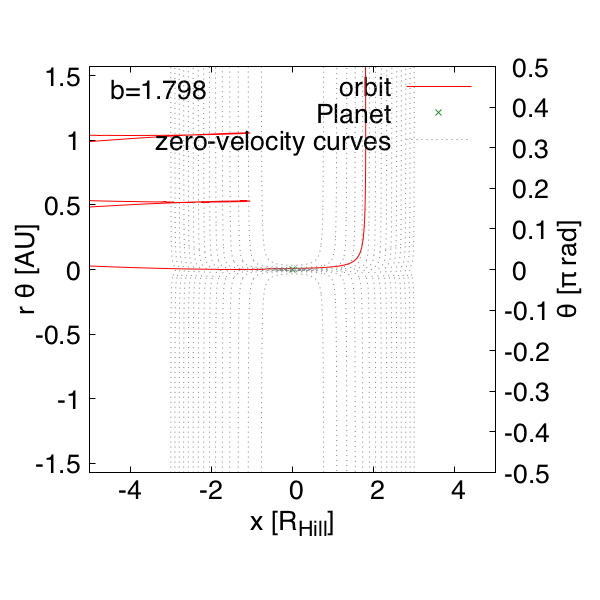 b=1.798
orbit
Planet
zero-velocity curves
1.5
1
0.5
0
-0.5
-1
-1.5
r θ [AU]
0.5
0.4
0.3
0.2
0.1
0
-0.1
-0.2
-0.3
-0.4
-0.5
θ [π rad]
-4 -2 0 2 4
x [R_Hill]